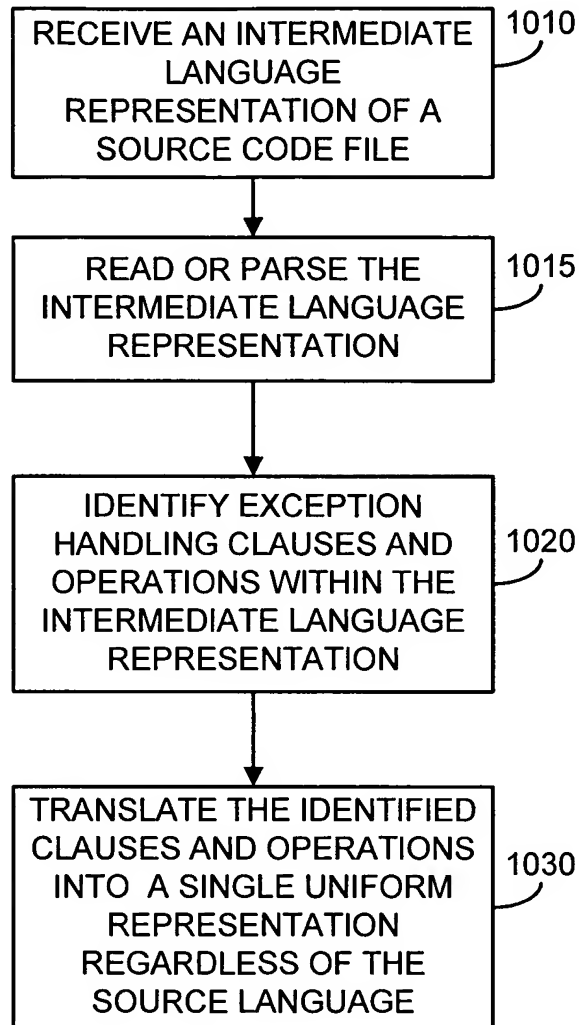 RECEIVE AN INTERMEDIATE
LANGUAGE
REPRESENTATION OF A
SOURCE CODE FILE
1010
READ OR PARSE THE
INTERMEDIATE LANGUAGE
REPRESENTATION
1015
IDENTIFY EXCEPTION
HANDLING CLAUSES AND
OPERATIONS WITHIN THE
INTERMEDIATE LANGUAGE
REPRESENTATION
1020
TRANSLATE THE IDENTIFIED
CLAUSES AND OPERATIONS
INTO A SINGLE UNIFORM
REPRESENTATION
REGARDLESS OF THE
SOURCE LANGUAGE
1030